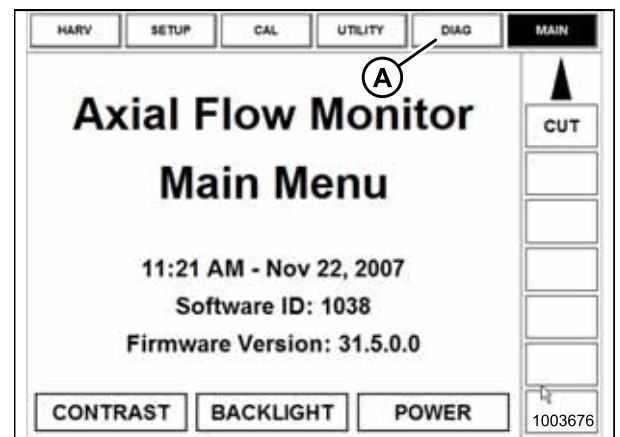 HARV SETUP CAL UTILITY DIAG MAIN
A
CUT
Axial Flow Monitor
Main Menu
11:21 AM - Nov 22, 2007
Software ID: 1038
Firmware Version: 31.5.0.0
CONTRAST BACKLIGHT POWER
1003676